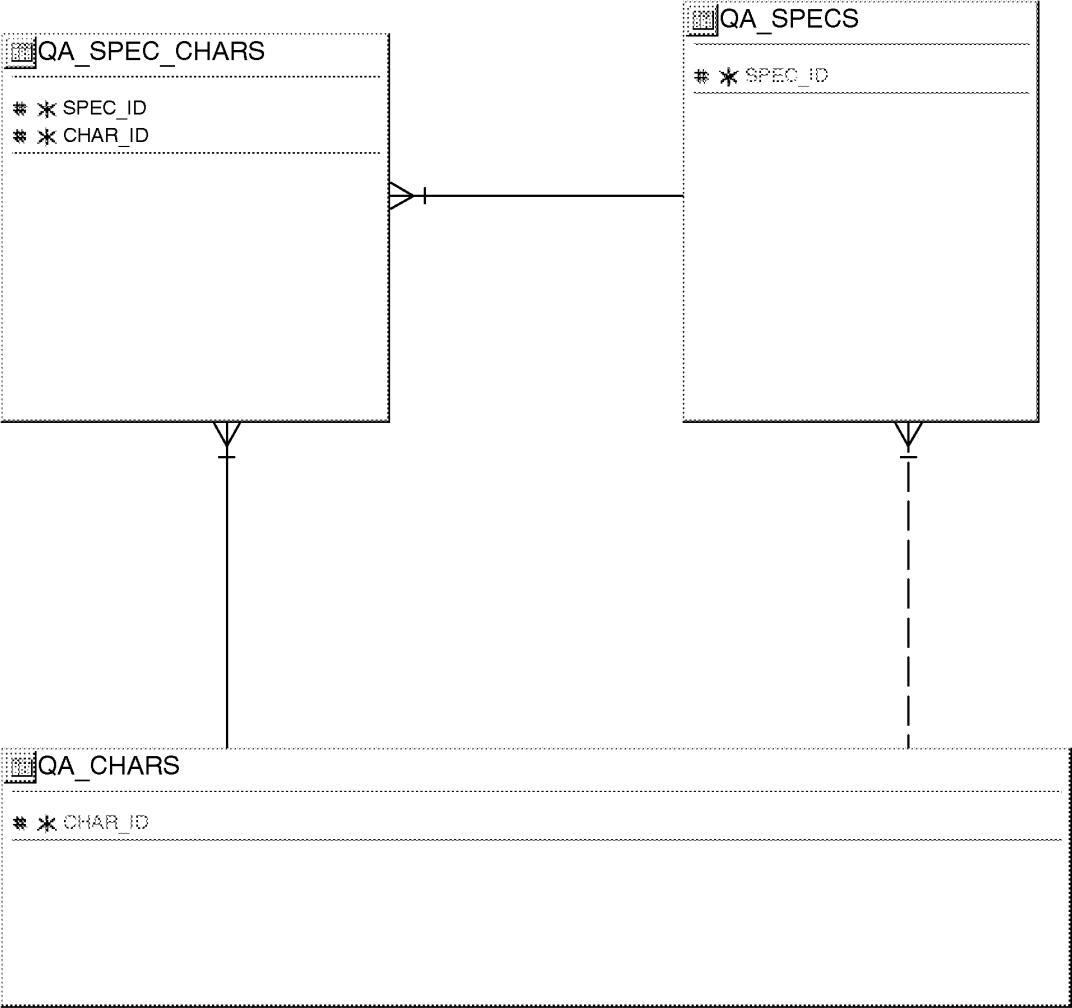 QA_SPECS
# * SPEC_ID
QA_SPEC_CHARS
# * SPEC_ID
# * CHAR_ID
QA_CHARS
# * CHAR_ID